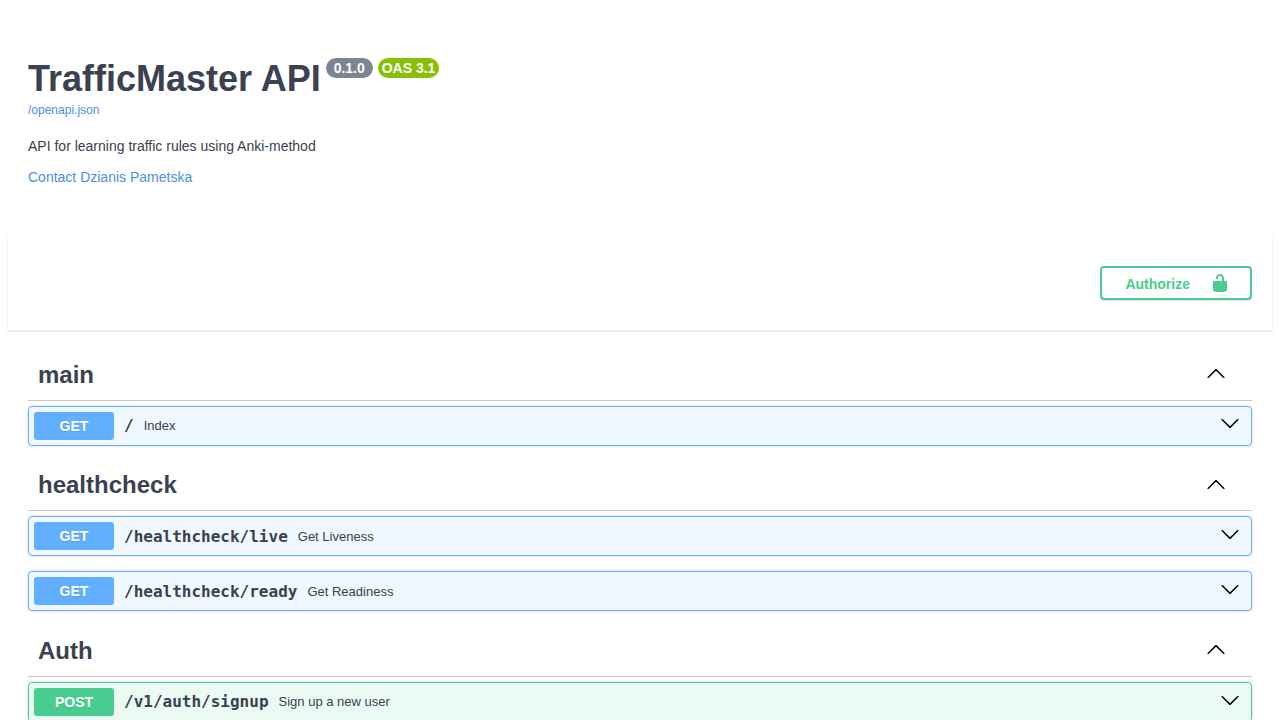 TrafficMaster API 0.1.0 OAS 3.1
/openapi.json
API for learning traffic rules using Anki-method
Contact Dzianis Pametska
Authorize
main
GET / Index
healthcheck
GET /healthcheck/live Get Liveness
GET /healthcheck/ready Get Readiness
Auth
POST /v1/auth/signup Sign up a new user